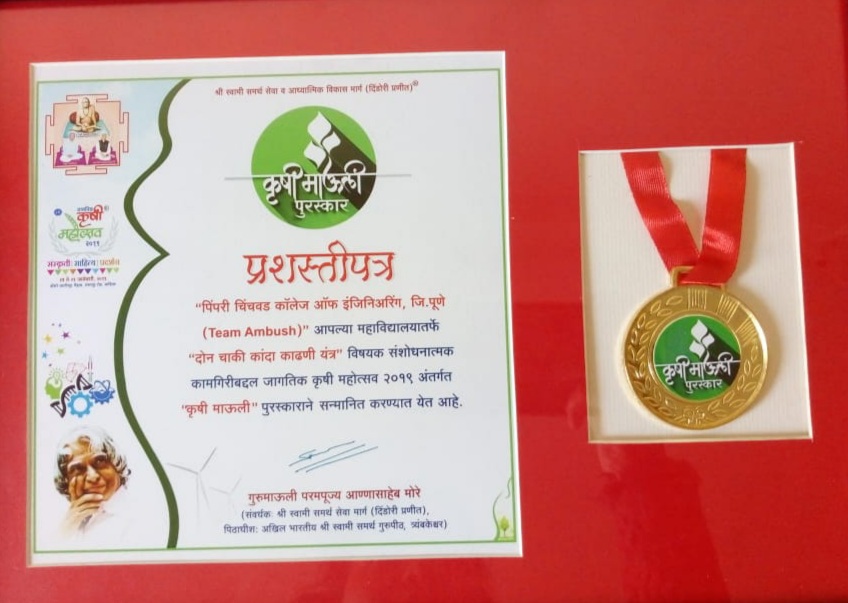 श्री स्वामी समर्थ सेवा व आध्यात्मिक विकास मार्ग (दिंडोरी प्रणीत)
कृषी माऊली
पुरस्कार
कृषी
महोत्सव
२०१९
प्रशस्तीपत्र
"पिंपरी चिंचवड कॉलेज ऑफ इंजिनिअरिंग, जि.पूणे
(Team Ambush)" आपल्या महाविद्यालयातर्फे
"दोन चाकी कांदा काढणी यंत्र" विषयक संशोधनात्मक
कामगिरीबद्दल जागतिक कृषी महोत्सव २०१९ अंतर्गत
"कृषी माऊली" पुरस्काराने सन्मानित करण्यात येत आहे.
गुरुमाऊली परमपूज्य आण्णासाहेब मोरे
(संवर्धक: श्री स्वामी समर्थ सेवा मार्ग (दिंडोरी प्रणीत),
पिठाधीश: अखिल भारतीय श्री स्वामी समर्थ गुरुपीठ, त्र्यंबकेश्वर)
कृषी माऊली
पुरस्कार